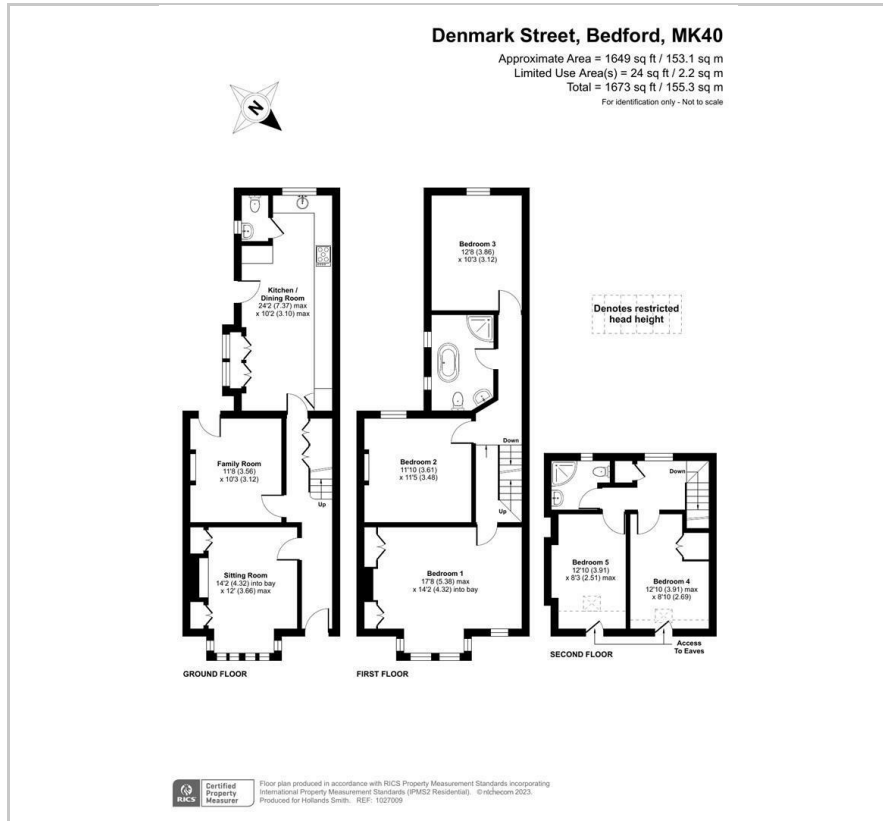 Denmark Street, Bedford, MK40
Approximate Area = 1649 sq ft / 153.1 sq m
Limited Use Area(s) = 24 sq ft / 2.2 sq m
Total = 1673 sq ft / 155.3 sq m
For identification only - Not to scale
N
Kitchen /
Dining Room
24'2 (7.37) max
x 10'2 (3.10) max
Family Room
11'8 (3.56)
x 10'3 (3.12)
Up
Sitting Room
14'2 (4.32) into bay
x 12' (3.66) max
GROUND FLOOR
Bedroom 3
12'8 (3.86)
x 10'3 (3.12)
Down
Bedroom 2
11'10 (3.61)
x 11'5 (3.48)
Up
Bedroom 1
17'8 (5.38) max
x 14'2 (4.32) into bay
FIRST FLOOR
Denotes restricted
head height
Down
Bedroom 5
12'10 (3.91)
x 8'3 (2.51) max
Bedroom 4
12'10 (3.91) max
x 8'10 (2.69)
Access
To Eaves
SECOND FLOOR
RICS
Certified
Property
Measurer
Floor plan produced in accordance with RICS Property Measurement Standards incorporating
International Property Measurement Standards (IPMS2 Residential). © 2023.
Produced for Hollands Smith. REF: 1027009